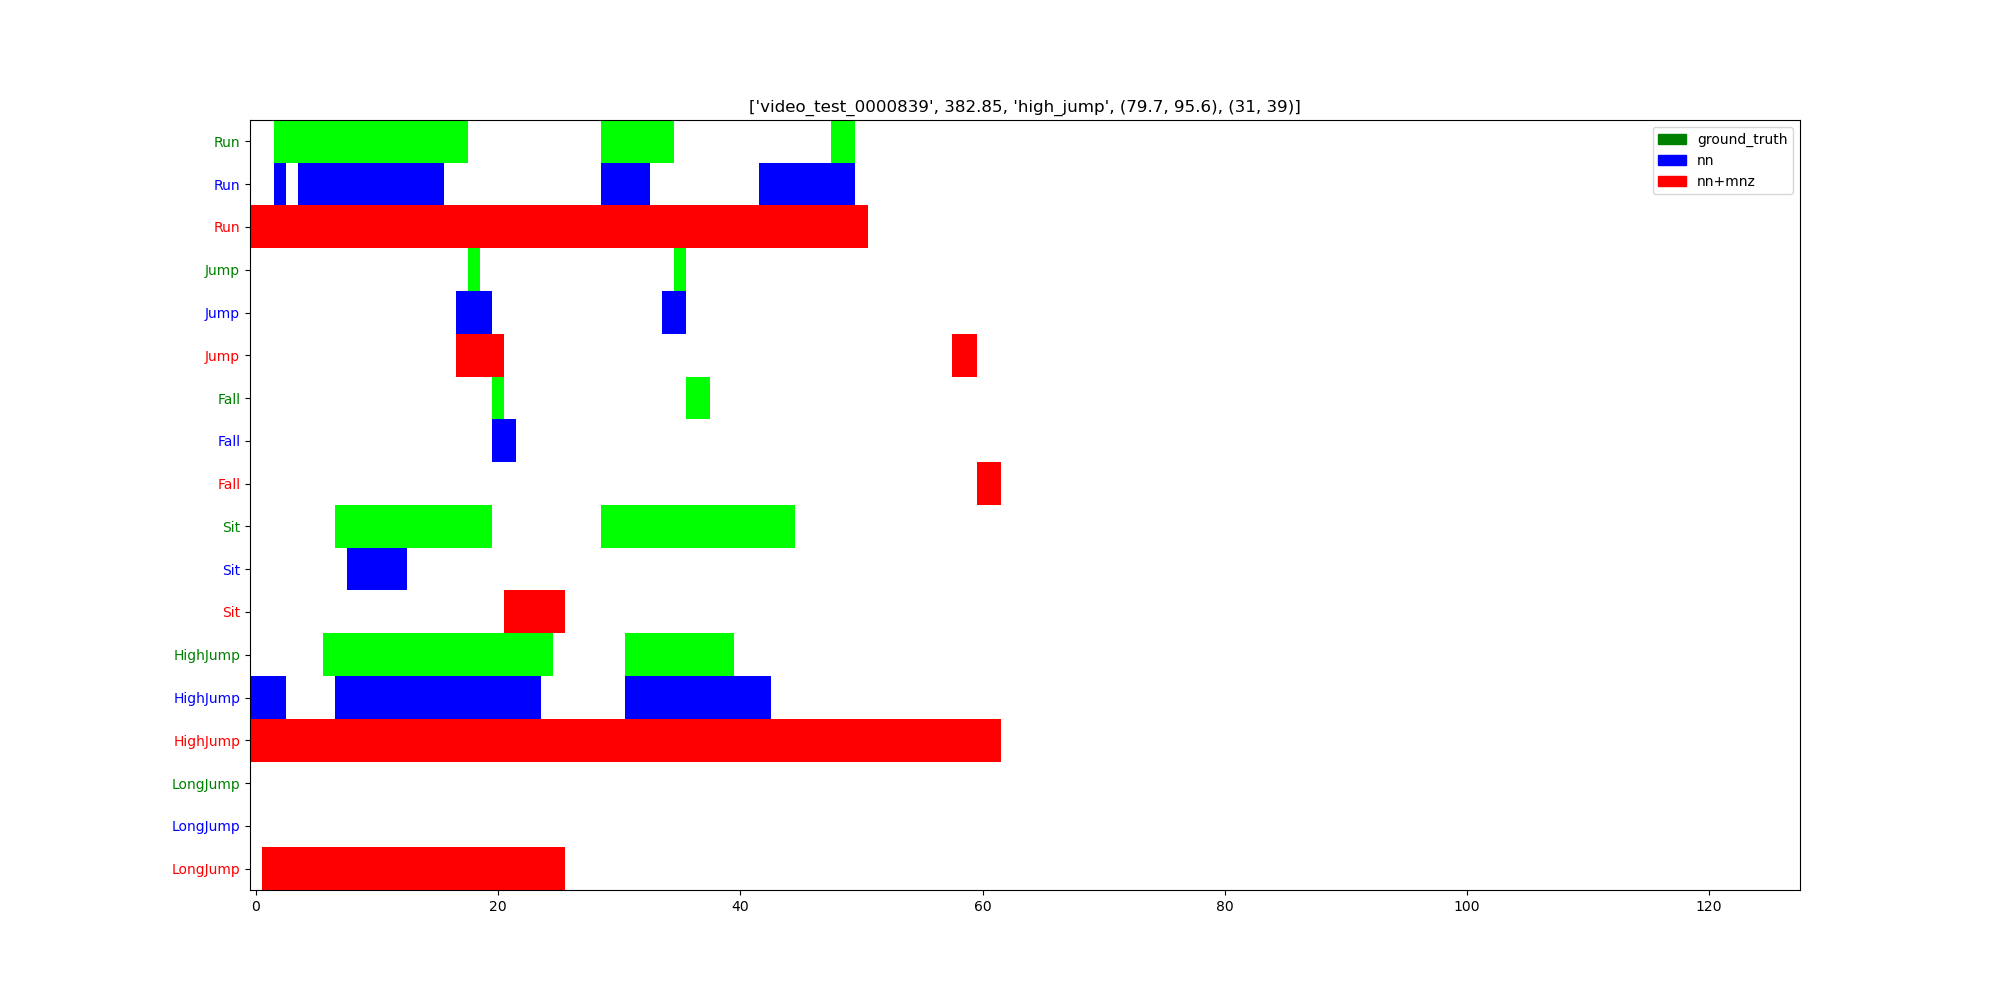 ['video_test_0000839', 382.85, 'high_jump', (79.7, 95.6), (31, 39)]
ground_truth
nn
nn+mnz
Run
Run
Run
Jump
Jump
Jump
Fall
Fall
Fall
Sit
Sit
Sit
HighJump
HighJump
HighJump
LongJump
LongJump
LongJump
0 20 40 60 80 100 120